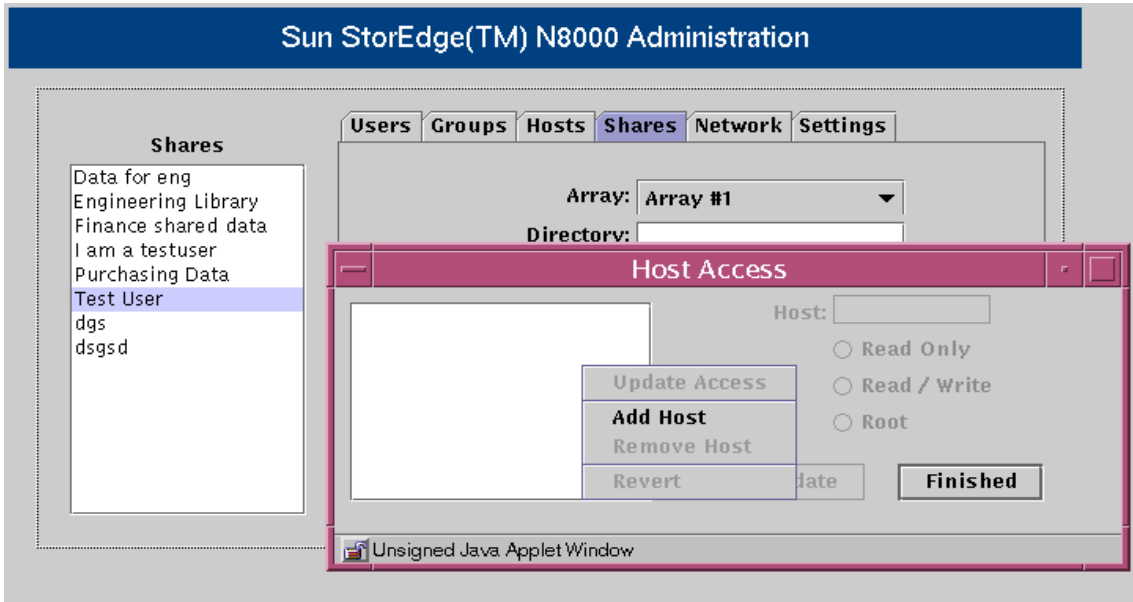 Sun StorEdge(TM) N8000 Administration
Users Groups Hosts Shares Network Settings
Shares
Data for eng
Engineering Library
Finance shared data
I am a testuser
Purchasing Data
Test User
dgs
dsgsd
Array: Array #1
Directory:
Host Access
Host:
Read Only
Read / Write
Root
Update Access
Add Host
Remove Host
Revert
date
Finished
Unsigned Java Applet Window